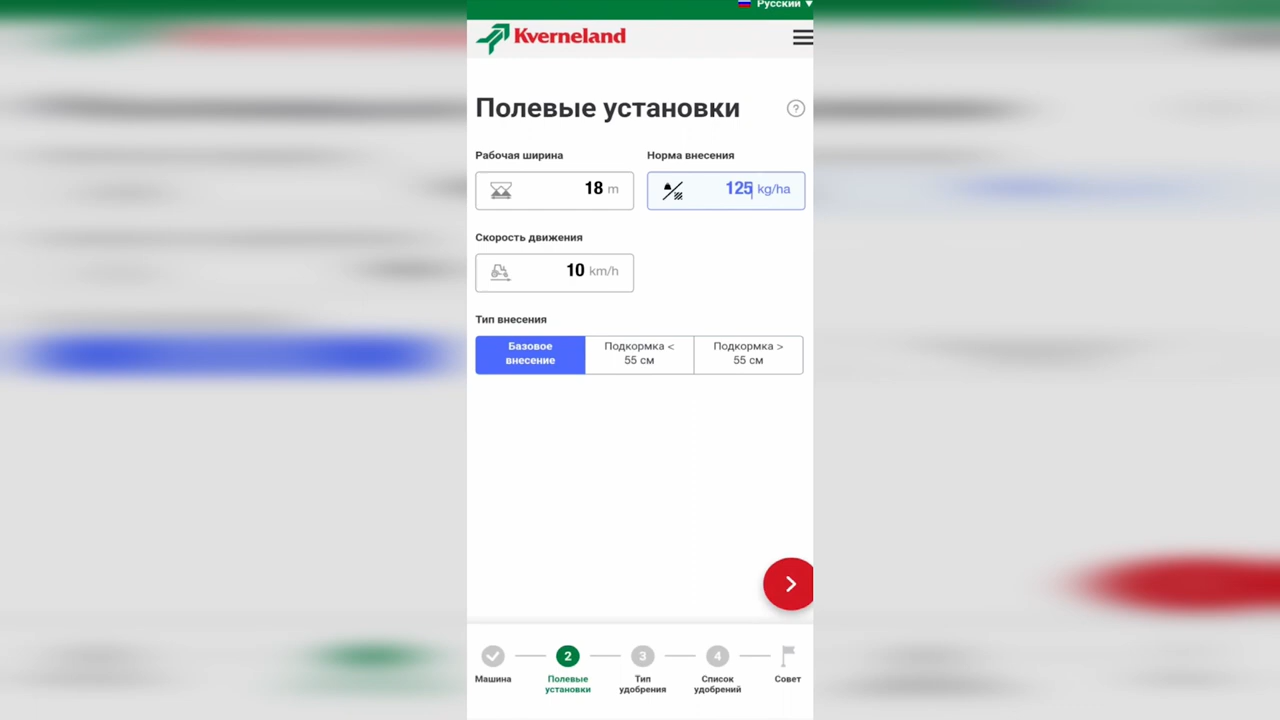 Русский ▼
Kverneland
Полевые установки
?
Рабочая ширина
Норма внесения
18 m
125 kg/ha
Скорость движения
10 km/h
Тип внесения
Базовое
внесение
Подкормка <
55 см
Подкормка >
55 см
2
3
4
Машина
Полевые
установки
Тип
удобрения
Список
удобрений
Совет